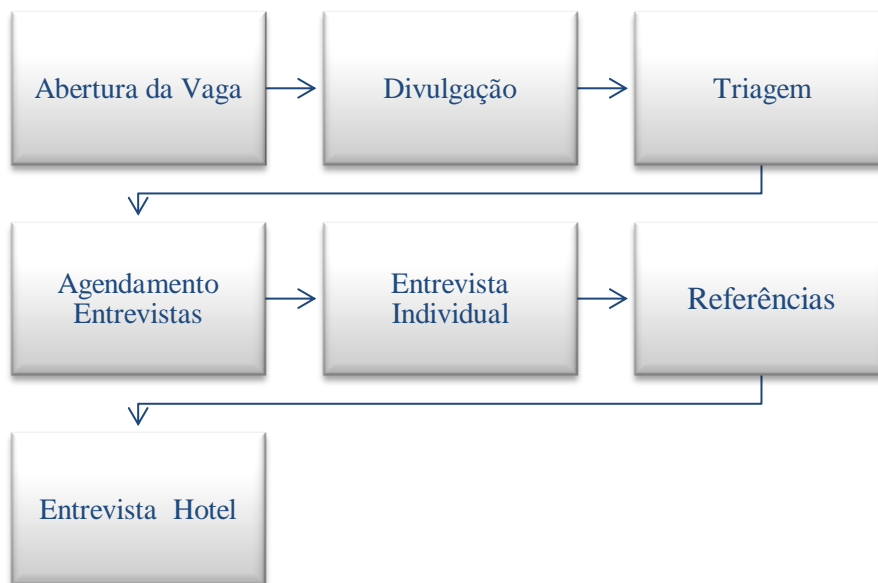 Abertura da Vaga
Divulgação
Triagem
Agendamento
Entrevistas
Entrevista
Individual
Referências
Entrevista Hotel